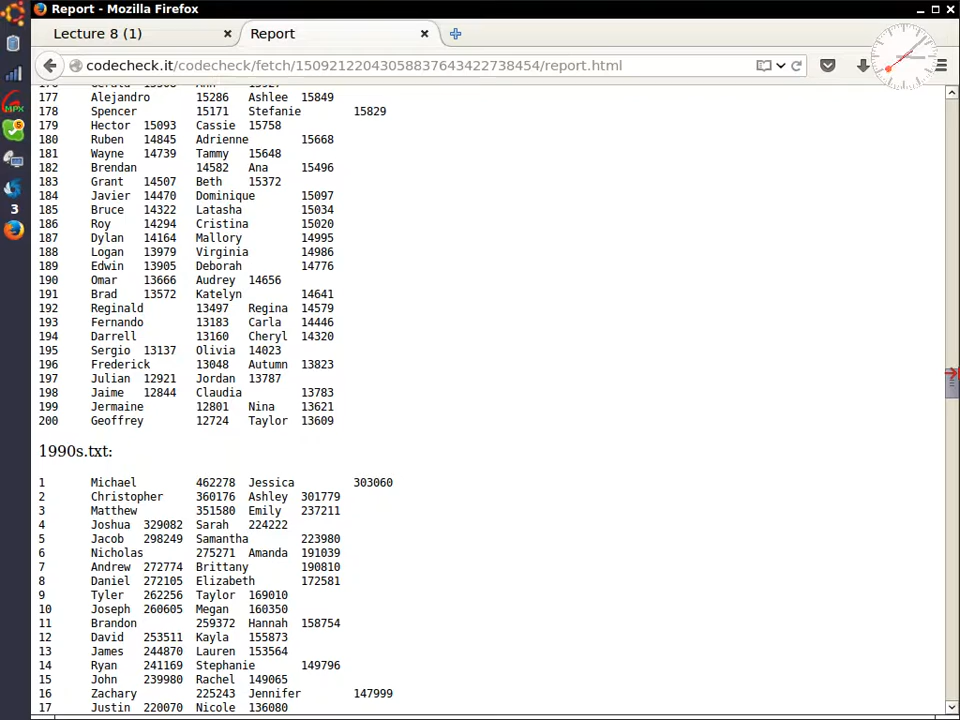 Report - Mozilla Firefox
Lecture 8 (1)
Report
codecheck.it/codecheck/fetch/1509212204305883764342273​8454/report.html
177 Alejandro 15286 Ashlee 15849
178 Spencer 15171 Stefanie 15829
179 Hector 15093 Cassie 15758
180 Ruben 14845 Adrienne 15668
181 Wayne 14739 Tammy 15648
182 Brendan 14582 Ana 15496
183 Grant 14507 Beth 15372
184 Javier 14470 Dominique 15097
185 Bruce 14322 Latasha 15034
186 Roy 14294 Cristina 15020
187 Dylan 14164 Mallory 14995
188 Logan 13979 Virginia 14986
189 Edwin 13905 Deborah 14776
190 Omar 13666 Audrey 14656
191 Brad 13572 Katelyn 14641
192 Reginald 13497 Regina 14579
193 Fernando 13183 Carla 14446
194 Darrell 13160 Cheryl 14320
195 Sergio 13137 Olivia 14023
196 Frederick 13048 Autumn 13823
197 Julian 12921 Jordan 13787
198 Jaime 12844 Claudia 13783
199 Jermaine 12801 Nina 13621
200 Geoffrey 12724 Taylor 13609
1990s.txt:
1 Michael 462278 Jessica 303060
2 Christopher 360176 Ashley 301779
3 Matthew 351580 Emily 237211
4 Joshua 329082 Sarah 224222
5 Jacob 298249 Samantha 223980
6 Nicholas 275271 Amanda 191039
7 Andrew 272774 Brittany 190810
8 Daniel 272105 Elizabeth 172581
9 Tyler 262256 Taylor 169010
10 Joseph 260605 Megan 160350
11 Brandon 259372 Hannah 158754
12 David 253511 Kayla 155873
13 James 244870 Lauren 153564
14 Ryan 241169 Stephanie 149796
15 John 239980 Rachel 149065
16 Zachary 225243 Jennifer 147999
17 Justin 220070 Nicole 136080
MPX
5
3